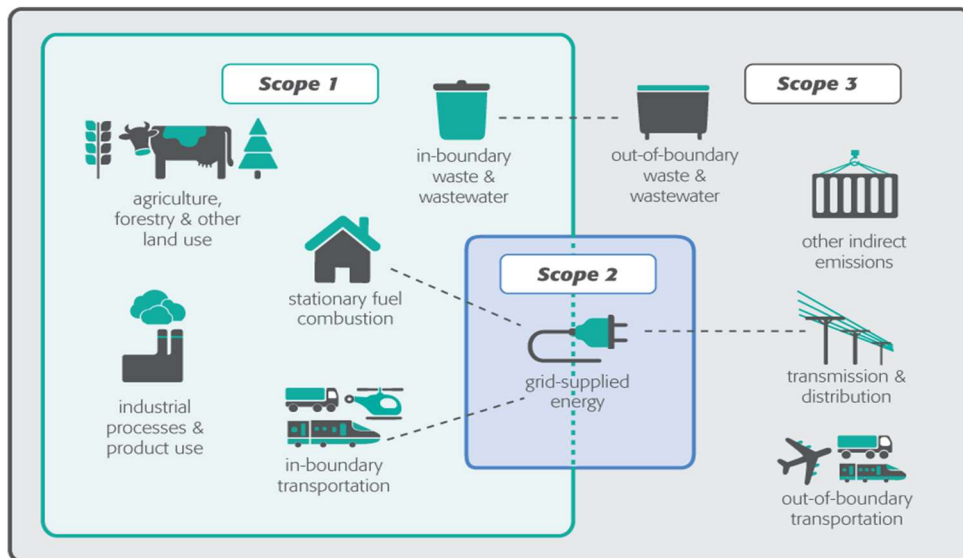 Scope 1
Scope 3
agriculture,
forestry & other
land use
in-boundary
waste &
wastewater
out-of-boundary
waste &
wastewater
other indirect
emissions
stationary fuel
combustion
Scope 2
grid-supplied
energy
transmission &
distribution
industrial
processes &
product use
in-boundary
transportation
out-of-boundary
transportation